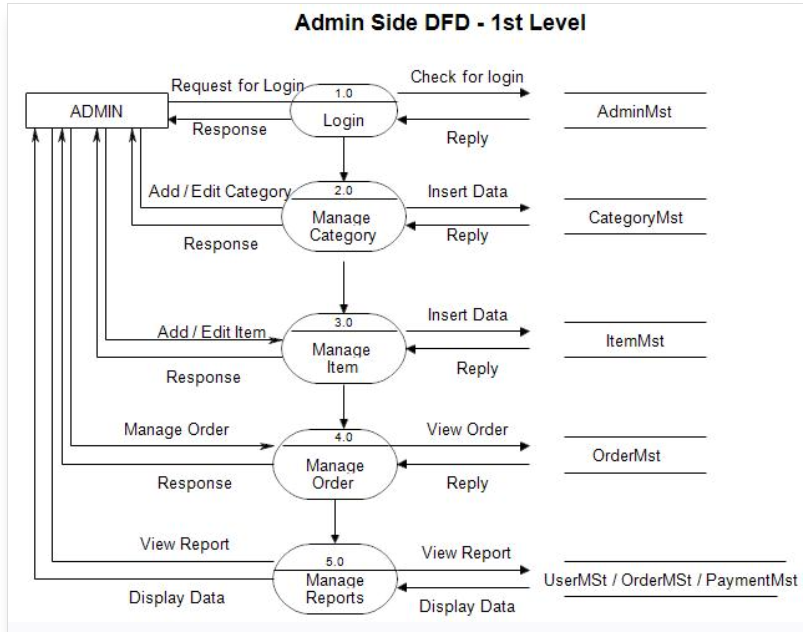 Admin Side DFD - 1st Level
Request for Login
1.0
Check for login
ADMIN
Login
AdminMst
Response
Reply
Add / Edit Category
2.0
Insert Data
Manage
Category
CategoryMst
Response
Reply
3.0
Insert Data
Add / Edit Item
Manage
Item
ItemMst
Response
Reply
Manage Order
4.0
View Order
Manage
Order
OrderMst
Response
Reply
View Report
5.0
View Report
Manage
Reports
UserMSt / OrderMSt / PaymentMst
Display Data
Display Data